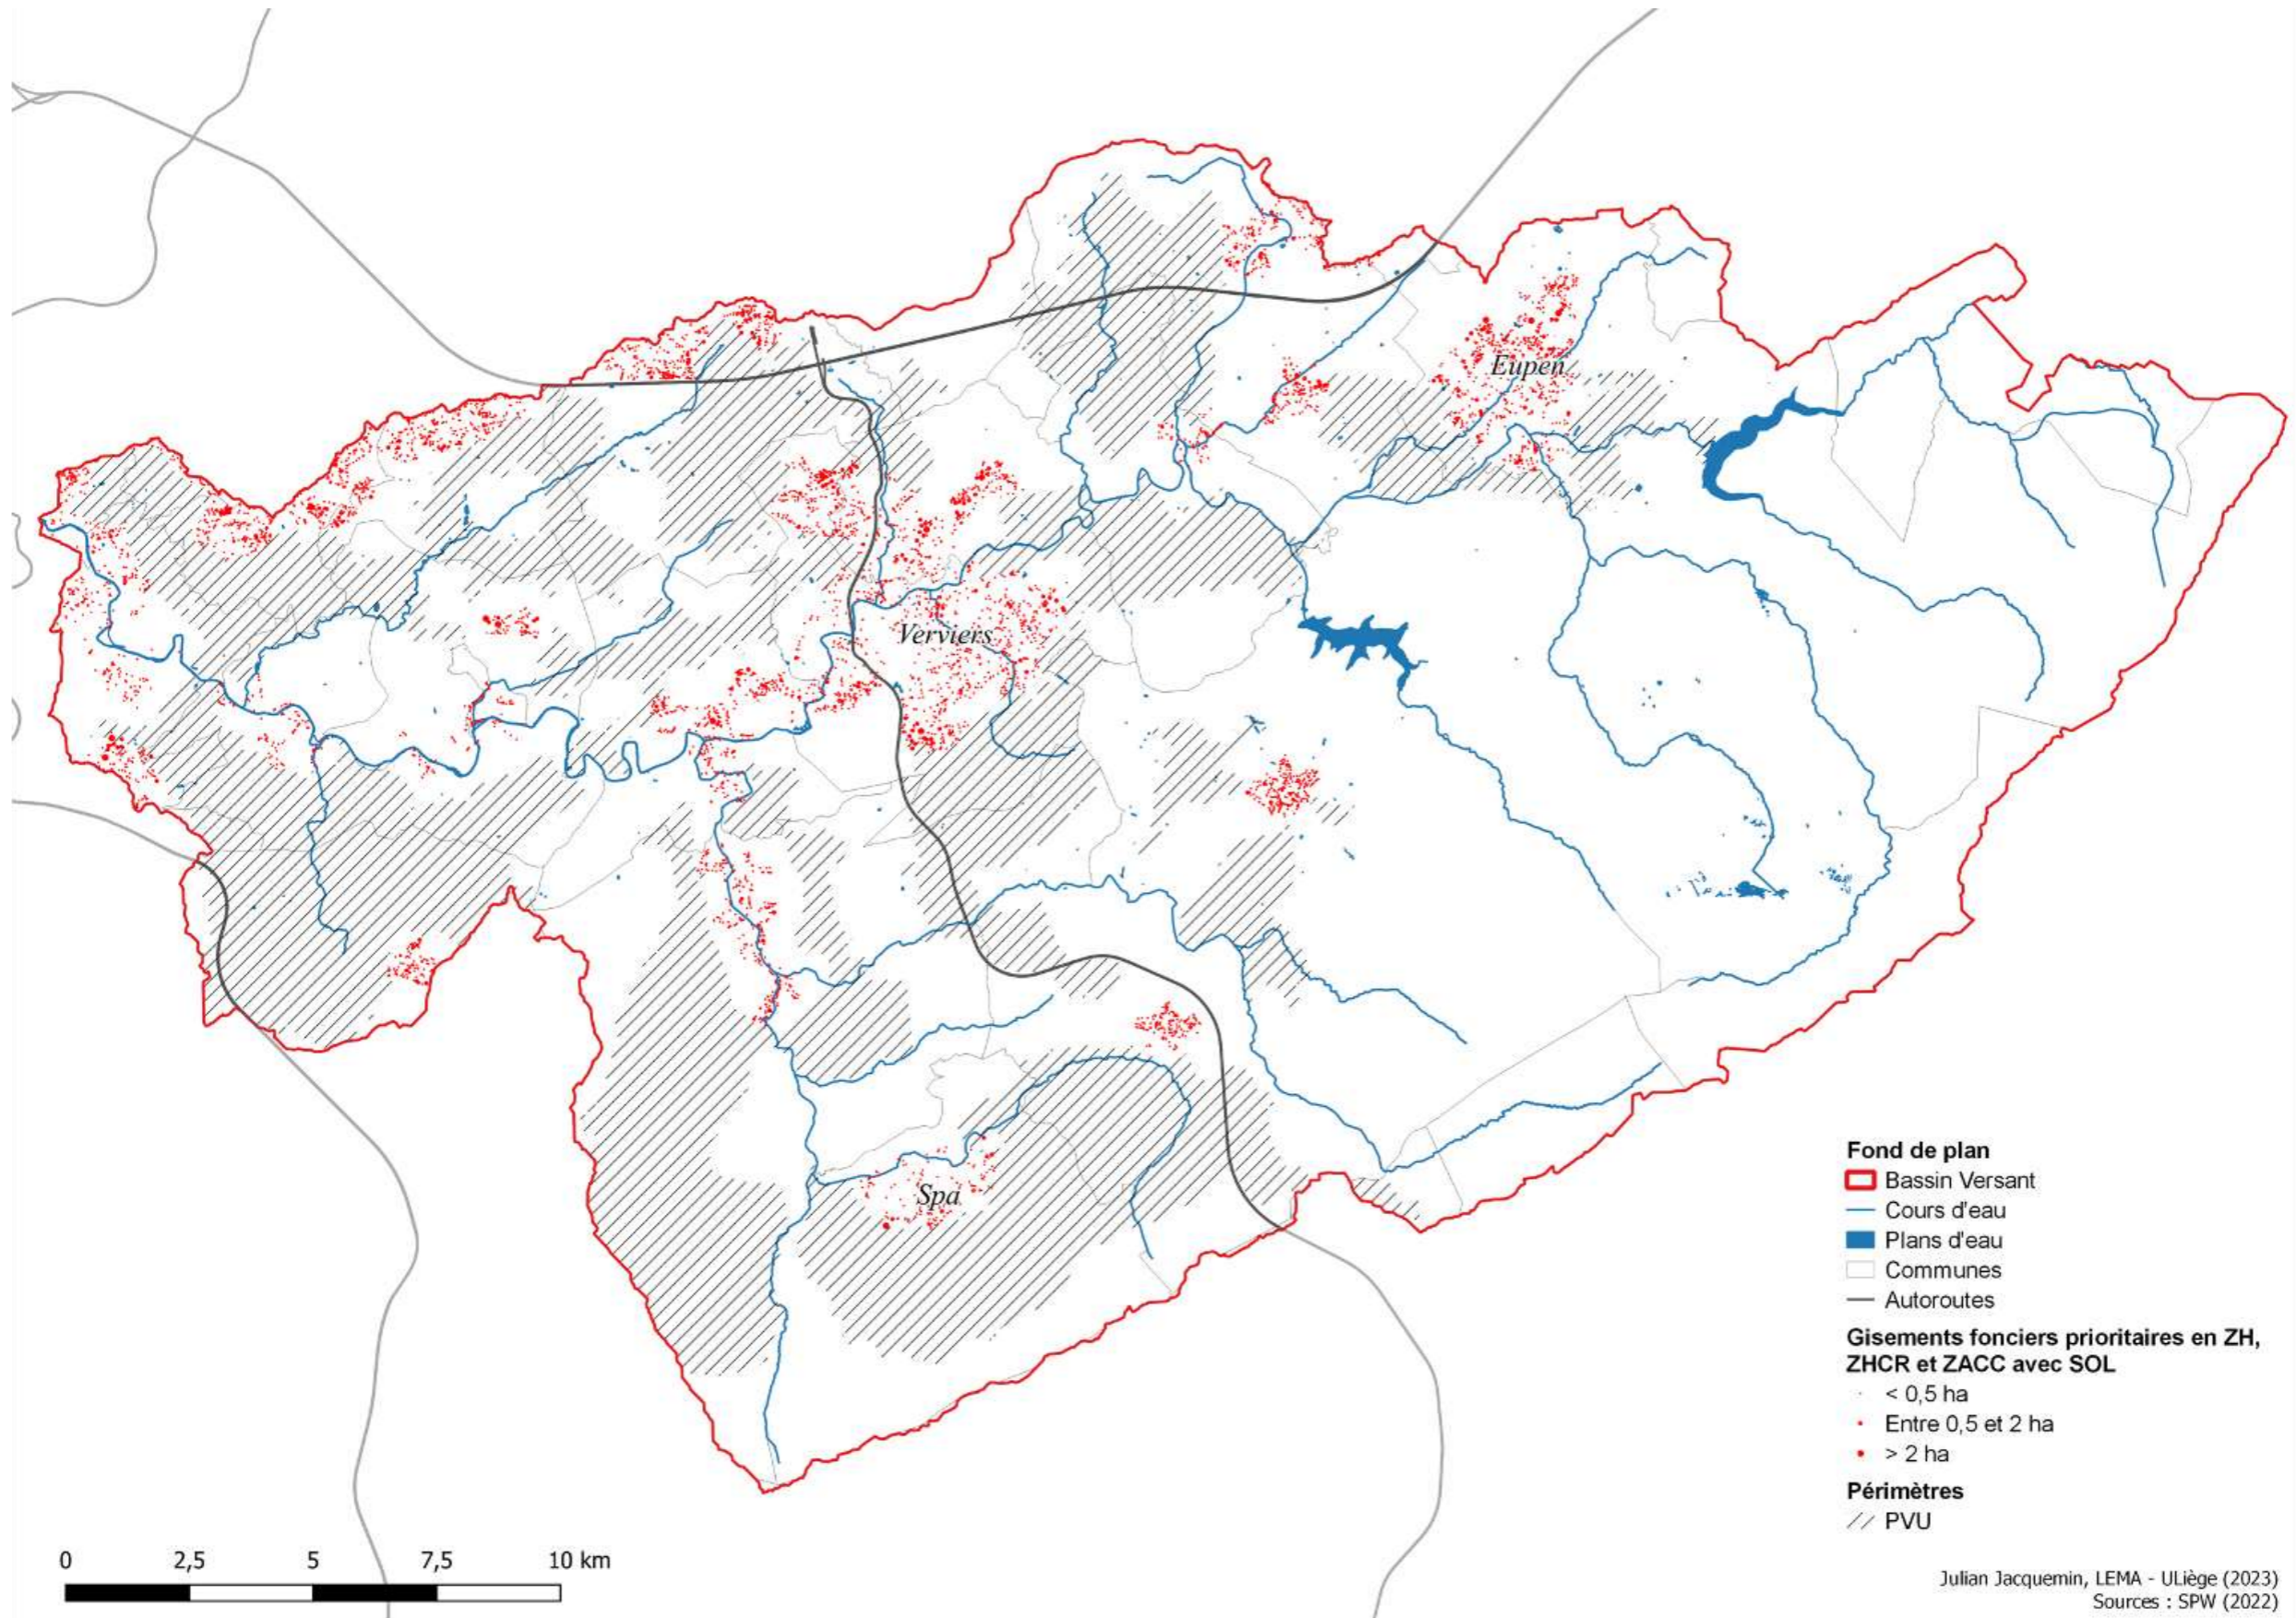 Eupen
Verviers
Spa
Fond de plan
Bassin Versant
Cours d'eau
Plans d'eau
Communes
Autoroutes
Gisements fonciers prioritaires en ZH,
ZHCR et ZACC avec SOL
< 0,5 ha
Entre 0,5 et 2 ha
> 2 ha
Périmètres
PVU
0 2,5 5 7,5 10 km
Julian Jacquemin, LEMA - ULiège (2023)
Sources : SPW (2022)